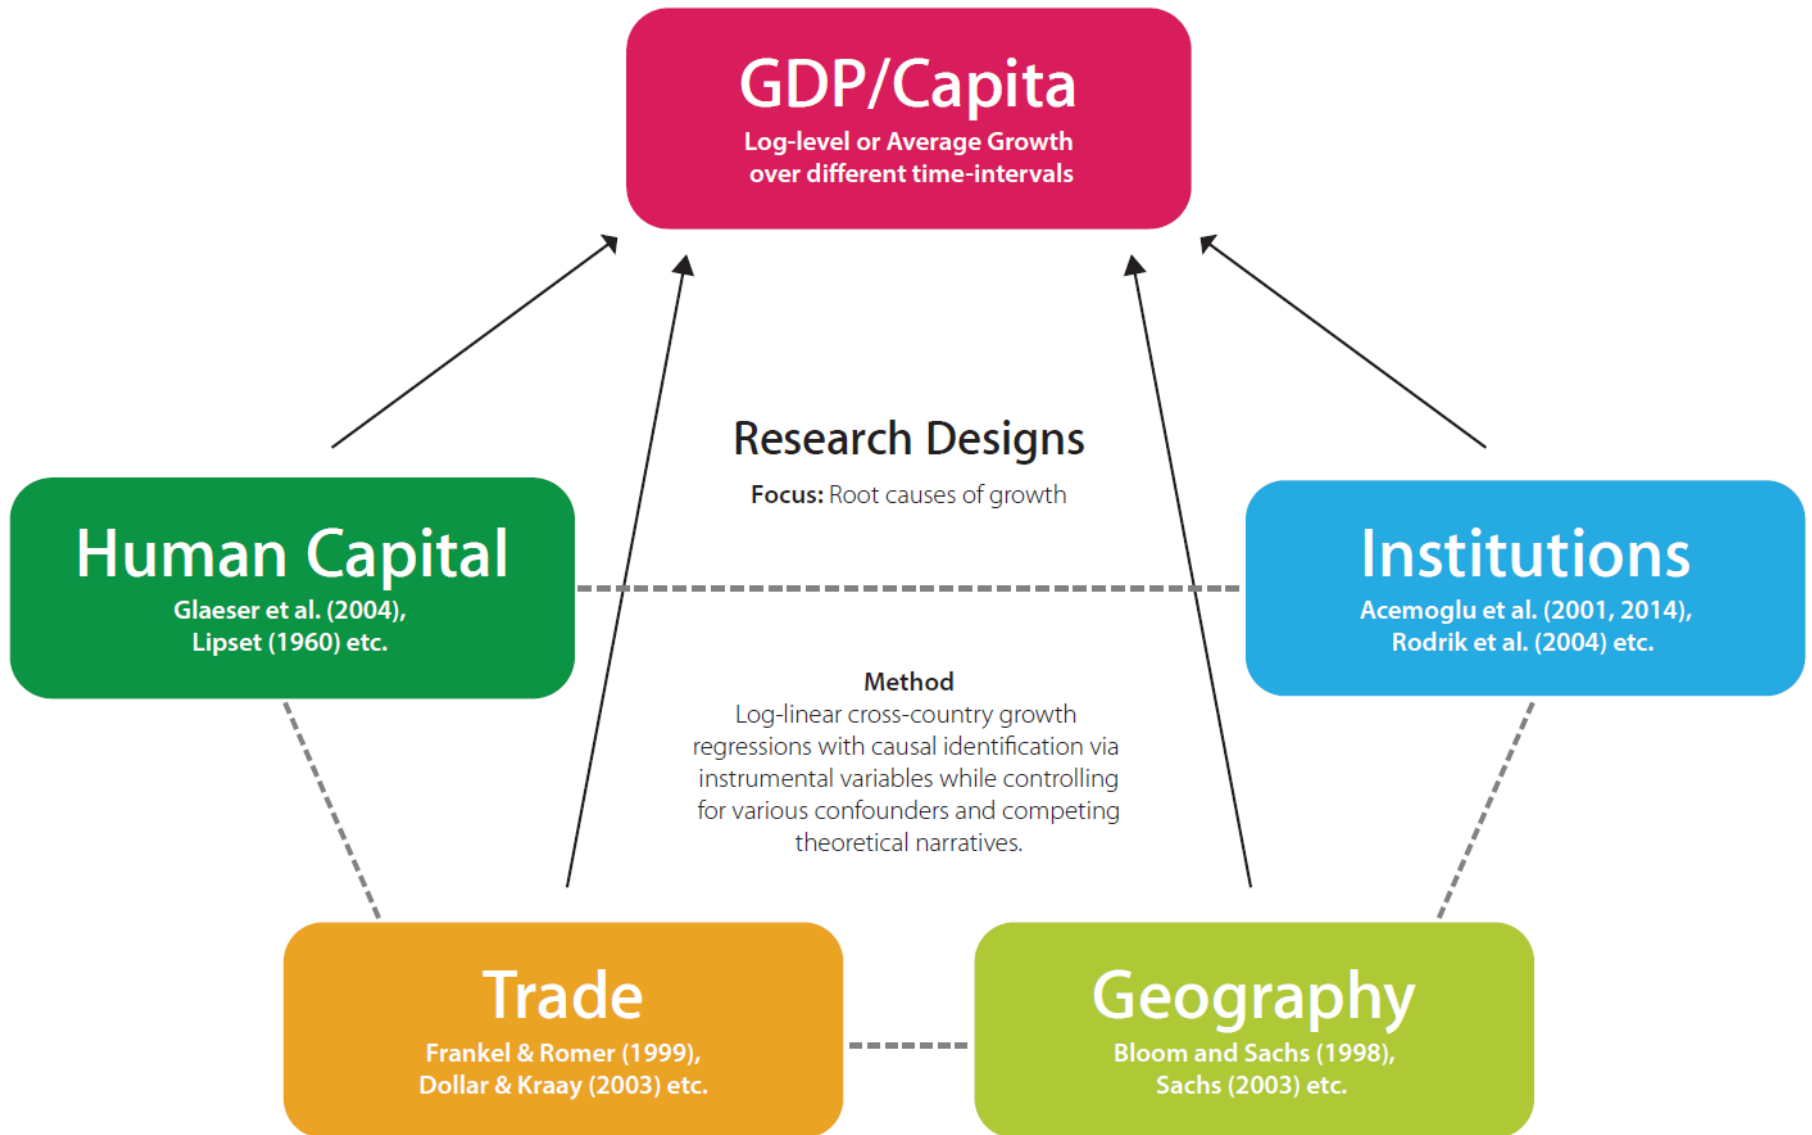 GDP/Capita
Log-level or Average Growth
over different time-intervals
Research Designs
Focus: Root causes of growth
Human Capital
Glaeser et al. (2004),
Lipset (1960) etc.
Institutions
Acemoglu et al. (2001, 2014),
Rodrik et al. (2004) etc.
Method
Log-linear cross-country growth
regressions with causal identification via
instrumental variables while controlling
for various confounders and competing
theoretical narratives.
Trade
Frankel & Romer (1999),
Dollar & Kraay (2003) etc.
Geography
Bloom and Sachs (1998),
Sachs (2003) etc.